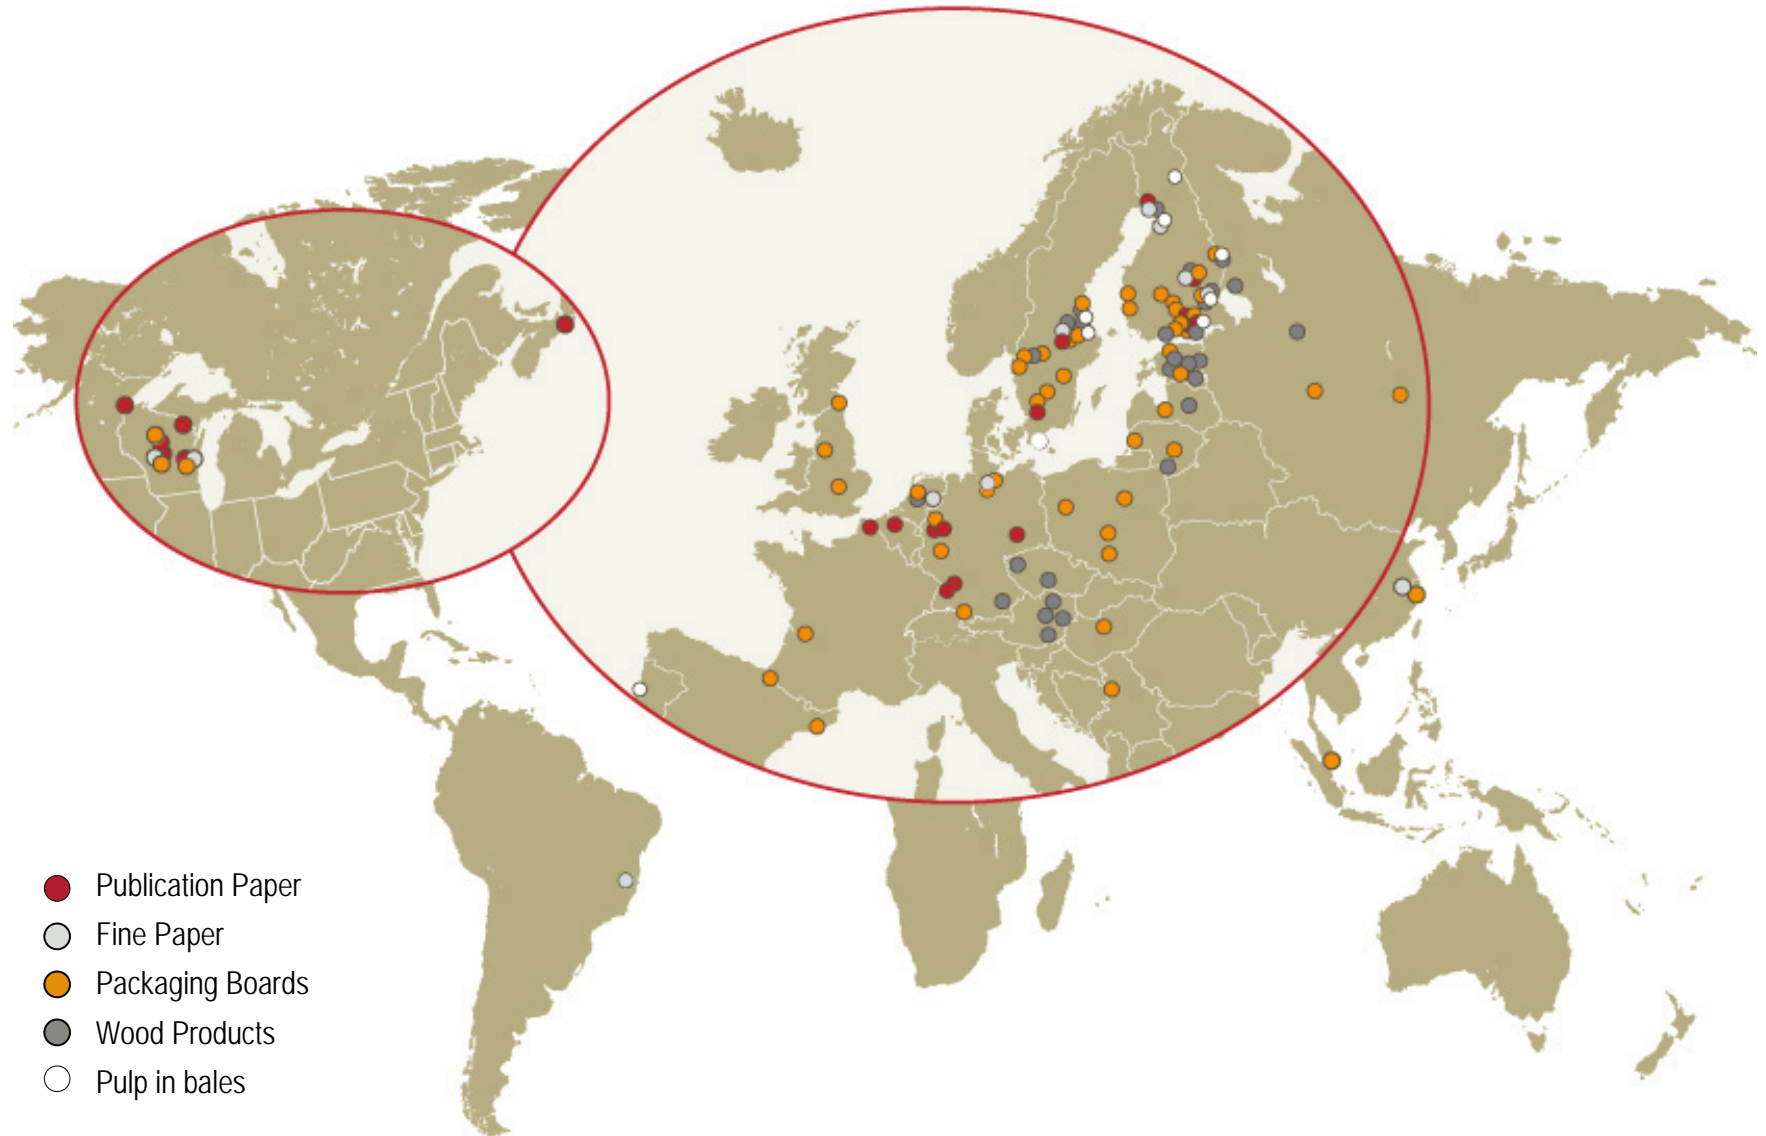 Publication Paper
Fine Paper
Packaging Boards
Wood Products
Pulp in bales